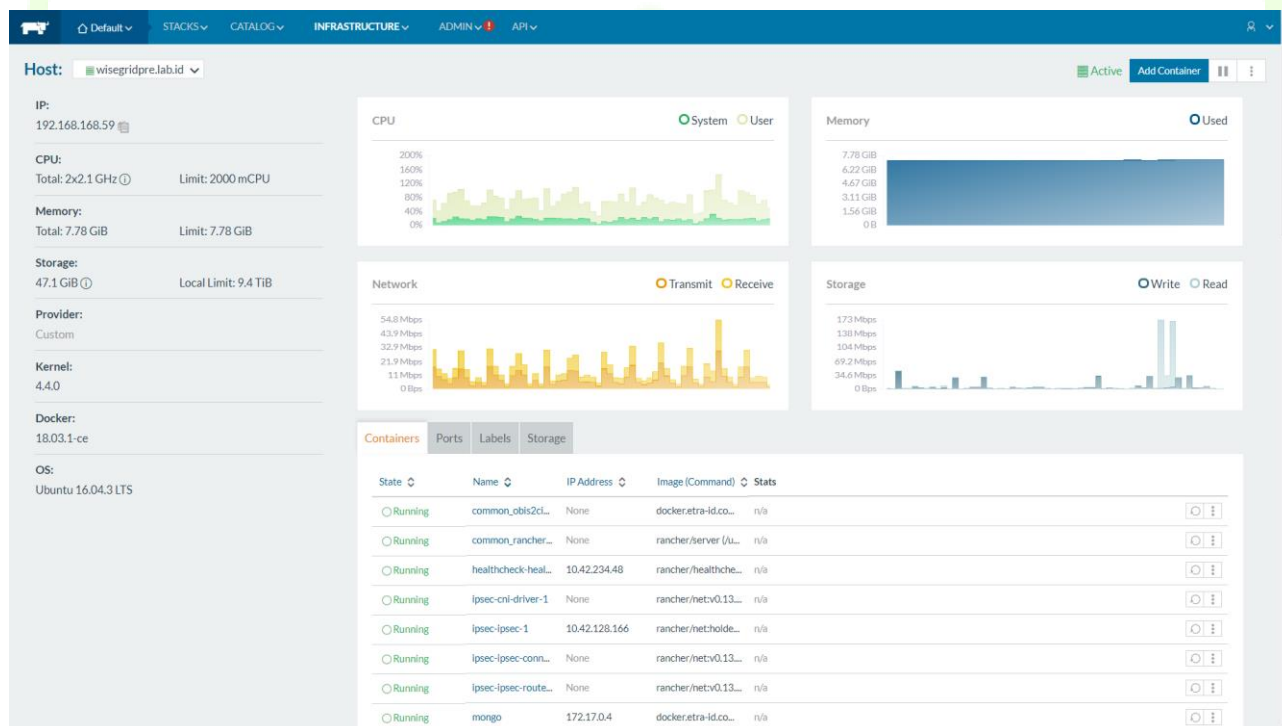 Default STACKS CATALOG INFRASTRUCTURE ADMIN ! API
Host: wisegridpre.lab.id Active Add Container
IP:
192.168.168.59
CPU:
Total: 2x2.1 GHz Limit: 2000 mCPU
Memory:
Total: 7.78 GiB Limit: 7.78 GiB
Storage:
47.1 GiB Local Limit: 9.4 TiB
Provider:
Custom
Kernel:
4.4.0
Docker:
18.03.1-ce
OS:
Ubuntu 16.04.3 LTS
CPU System User
200%
160%
120%
80%
40%
0%
Memory Used
7.78 GiB
6.22 GiB
4.67 GiB
3.11 GiB
1.56 GiB
0 B
Network Transmit Receive
54.8 Mbps
43.9 Mbps
32.9 Mbps
21.9 Mbps
11 Mbps
0 Bps
Storage Write Read
173 Mbps
138 Mbps
104 Mbps
69.2 Mbps
34.6 Mbps
0 Bps
Containers Ports Labels Storage
State Name IP Address Image (Command) Stats
Running common_obis2ci... None docker.etra-id.co... n/a
Running common_rancher... None rancher/server (/u... n/a
Running healthcheck-heal... 10.42.234.48 rancher/healthche... n/a
Running ipsec-cni-driver-1 None rancher/net:v0.13.... n/a
Running ipsec-ipsec-1 10.42.128.166 rancher/net:holde... n/a
Running ipsec-ipsec-conn... None rancher/net:v0.13.... n/a
Running ipsec-ipsec-route... None rancher/net:v0.13.... n/a
Running mongo 172.17.0.4 docker.etra-id.co... n/a